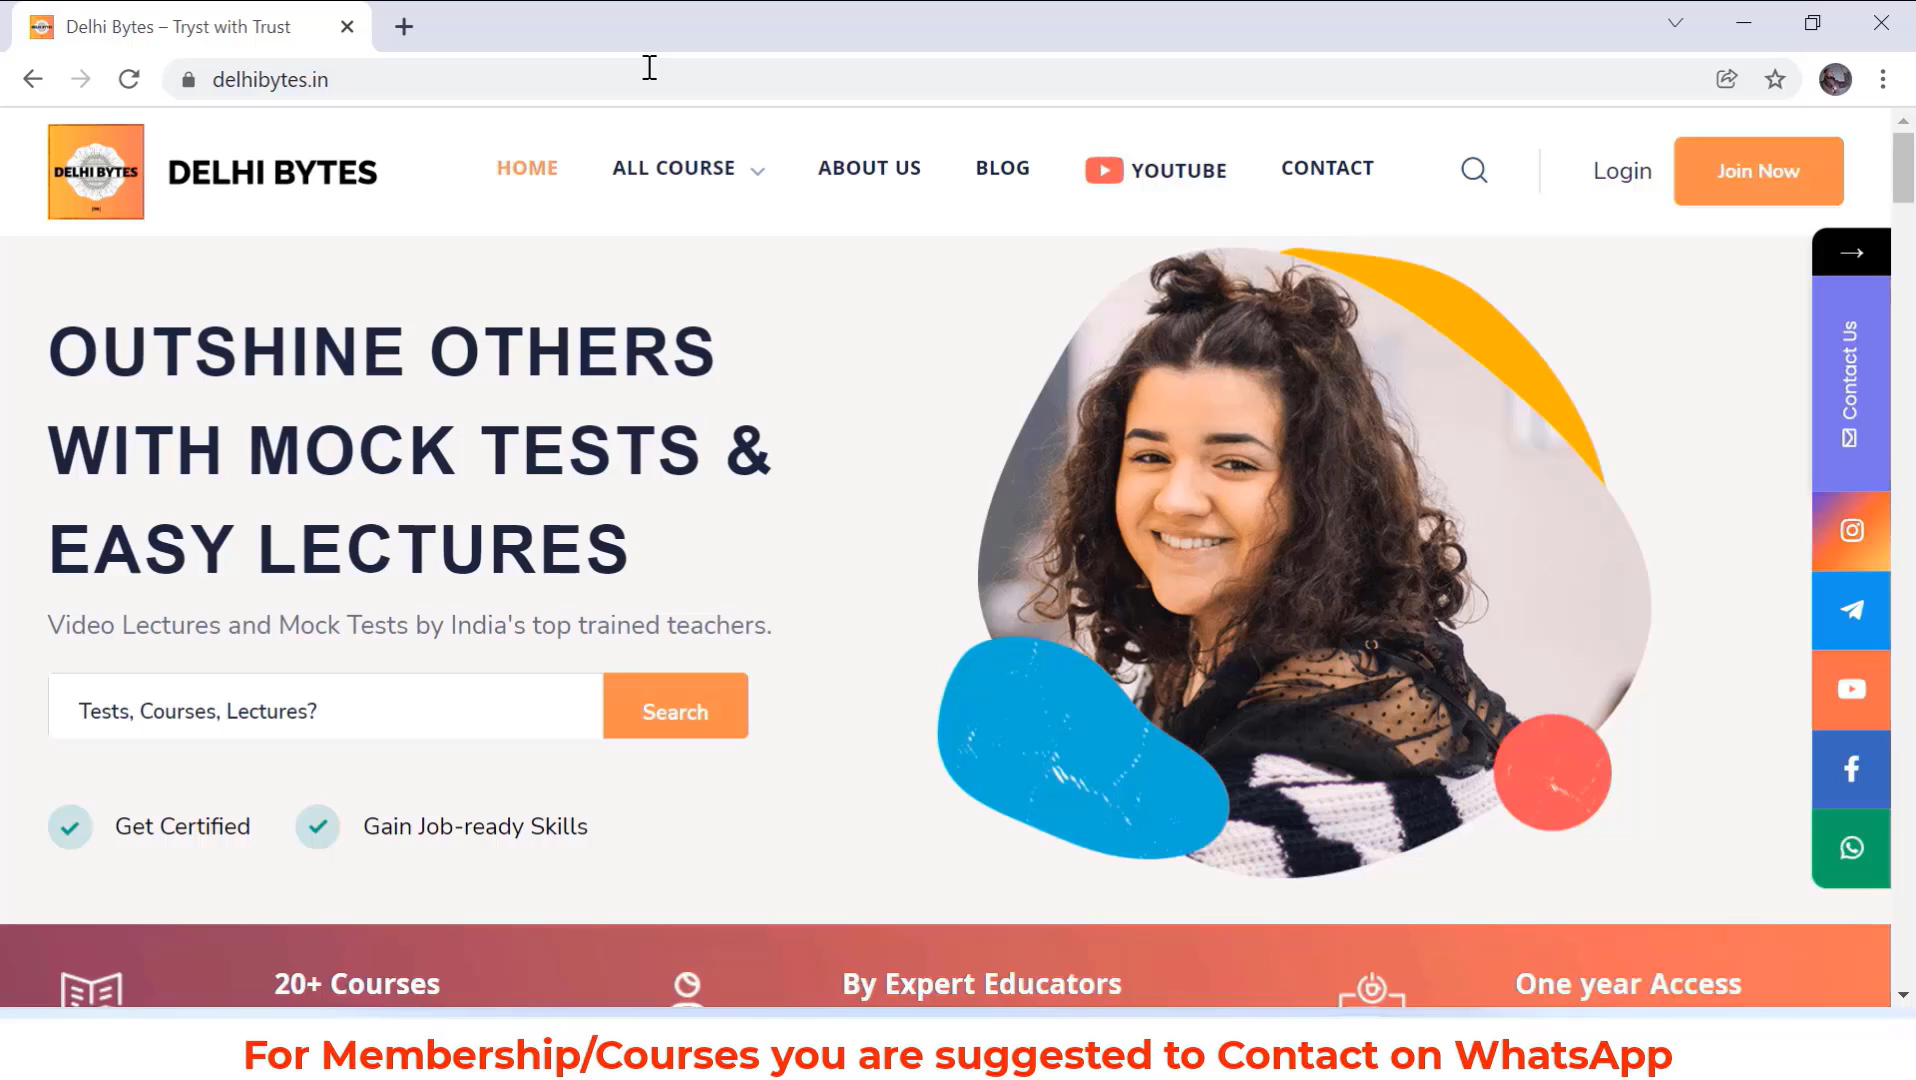 Delhi Bytes – Tryst with Trust
delhibytes.in
DELHI BYTES
DELHI BYTES
HOME
ALL COURSE
ABOUT US
BLOG
YOUTUBE
CONTACT
Login
Join Now
OUTSHINE OTHERS
WITH MOCK TESTS &
EASY LECTURES
Video Lectures and Mock Tests by India's top trained teachers.
Tests, Courses, Lectures?
Search
Get Certified
Gain Job-ready Skills
Contact Us
20+ Courses
By Expert Educators
One year Access
For Membership/Courses you are suggested to Contact on WhatsApp